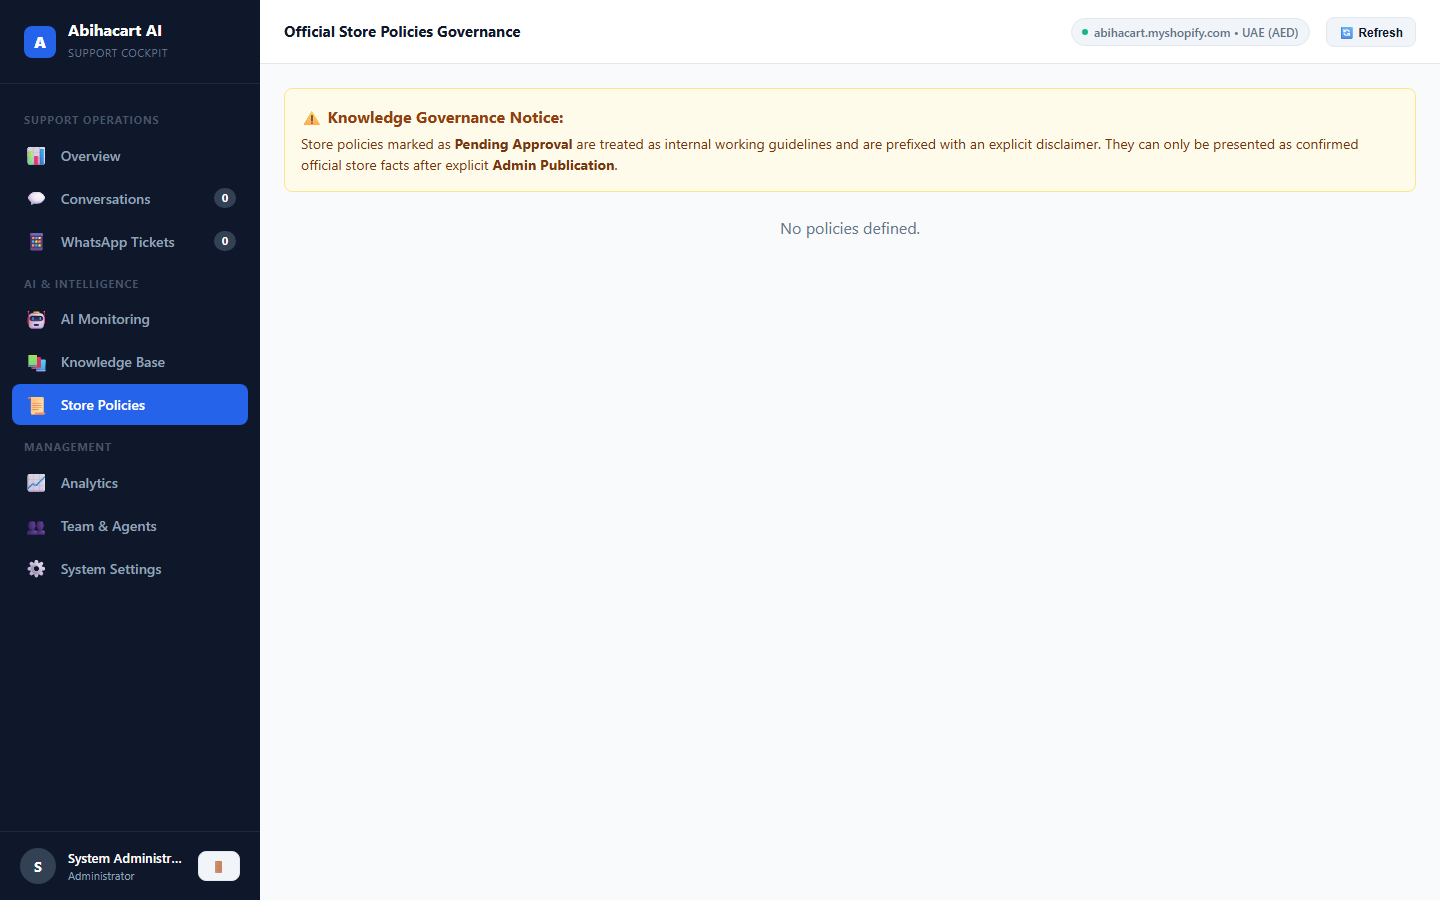 A
Abihacart AI
SUPPORT COCKPIT
SUPPORT OPERATIONS
Overview
Conversations 0
WhatsApp Tickets 0
AI & INTELLIGENCE
AI Monitoring
Knowledge Base
Store Policies
MANAGEMENT
Analytics
Team & Agents
System Settings
S
System Administr...
Administrator
Official Store Policies Governance
abihacart.myshopify.com • UAE (AED)
Refresh
Knowledge Governance Notice:
Store policies marked as Pending Approval are treated as internal working guidelines and are prefixed with an explicit disclaimer. They can only be presented as confirmed
official store facts after explicit Admin Publication.
No policies defined.